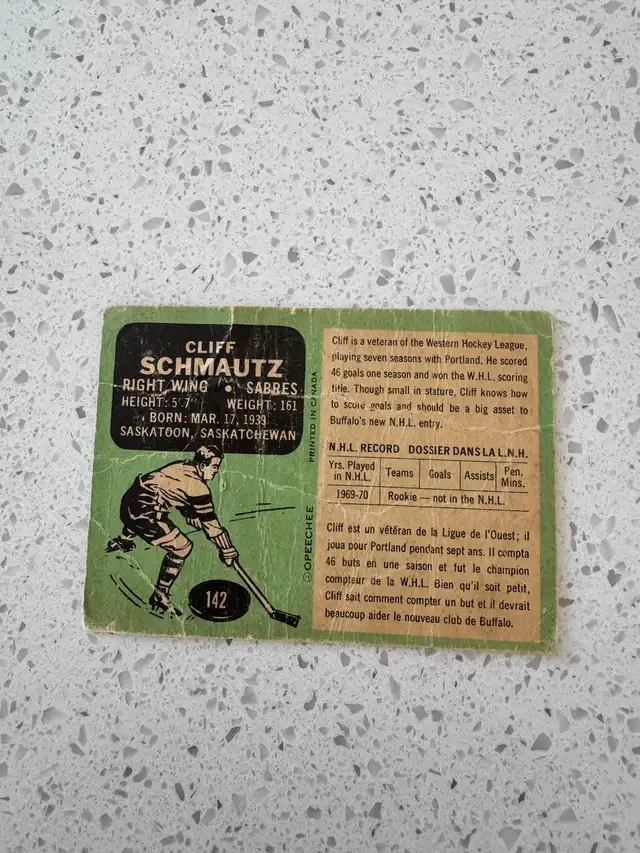 CLIFF
SCHMAUTZ
RIGHT WING • SABRES
HEIGHT: 5'7" WEIGHT: 161
BORN: MAR. 17, 1939
SASKATOON, SASKATCHEWAN
142
PRINTED IN CANADA
© OPEECHEE
Cliff is a veteran of the Western Hockey League,
playing seven seasons with Portland. He scored
46 goals one season and won the W.H.L. scoring
title. Though small in stature, Cliff knows how
to score goals and should be a big asset to
Buffalo's new N.H.L. entry.
N.H.L. RECORD DOSSIER DANS LA L.N.H.
Yrs. Played in N.H.L. Teams Goals Assists Pen. Mins.
1969-70 Rookie — not in the N.H.L.
Cliff est un vétéran de la Ligue de l'Ouest; il
joua pour Portland pendant sept ans. Il compta
46 buts en une saison et fut le champion
compteur de la W.H.L. Bien qu'il soit petit,
Cliff sait comment compter un but et il devrait
beaucoup aider le nouveau club de Buffalo.